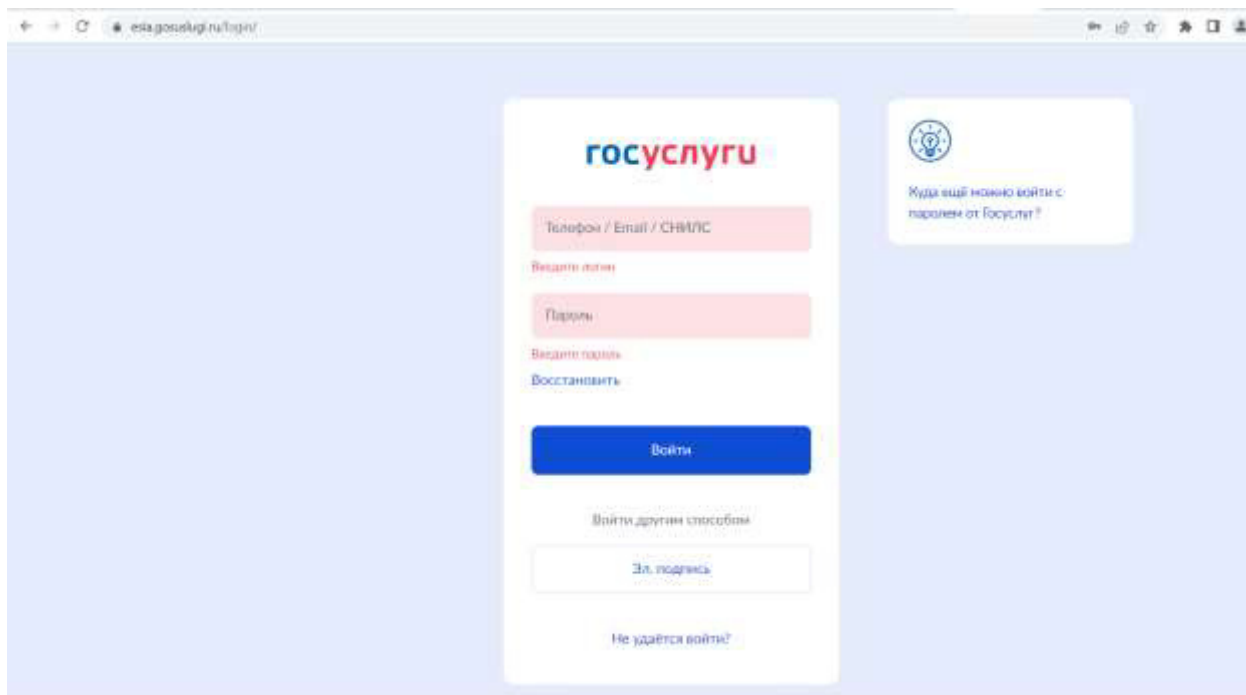 esia.gosuslugi.ru/login/
госуслуги
Телефон / Email / СНИЛС
Введите логин
Пароль
Введите пароль
Восстановить
Войти
Войти другим способом
Эл. подпись
Не удаётся войти?
Куда ещё можно войти с
паролем от Госуслуг?